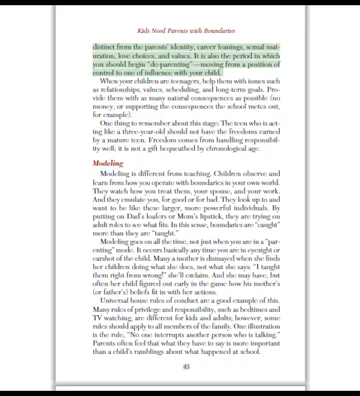 Kids Need Parents with Boundaries
distinct from the parents' identity, career leanings, sexual mat-
uration, love choices, and values. It is also the period in which
you should begin "de-parenting"—moving from a position of
control to one of influence with your child.
When your children are teenagers, help them with issues such
as relationships, values, scheduling, and long-term goals. Pro-
vide them with as many natural consequences as possible (no
money, or supporting the consequences the school metes out,
for example).
One thing to remember about this stage: The teen who is act-
ing like a three-year-old should not have the freedoms earned
by a mature teen. Freedom comes from handling responsibil-
ity well; it is not a gift bequeathed by chronological age.
Modeling
Modeling is different from teaching. Children observe and
learn from how you operate with boundaries in your own world.
They watch how you treat them, your spouse, and your work.
And they emulate you, for good or for bad. They look up to and
want to be like these larger, more powerful individuals. By
putting on Dad's loafers or Mom's lipstick, they are trying on
adult roles to see what fits. In this sense, boundaries are "caught"
more than they are "taught."
Modeling goes on all the time, not just when you are in a "par-
enting" mode. It occurs basically any time you are in eyesight or
earshot of the child. Many a mother is dismayed when she finds
her children doing what she does, not what she says: "I taught
them right from wrong!" she'll exclaim. And she may have, but
often her child figured out early in the game how his mother's
(or father's) beliefs fit in with her actions.
Universal house rules of conduct are a good example of this.
Many rules of privilege and responsibility, such as bedtimes and
TV watching, are different for kids and adults; however, some
rules should apply to all members of the family. One illustration
is the rule, "No one interrupts another person who is talking."
Parents often feel that what they have to say is more important
than a child's ramblings about what happened at school.
45